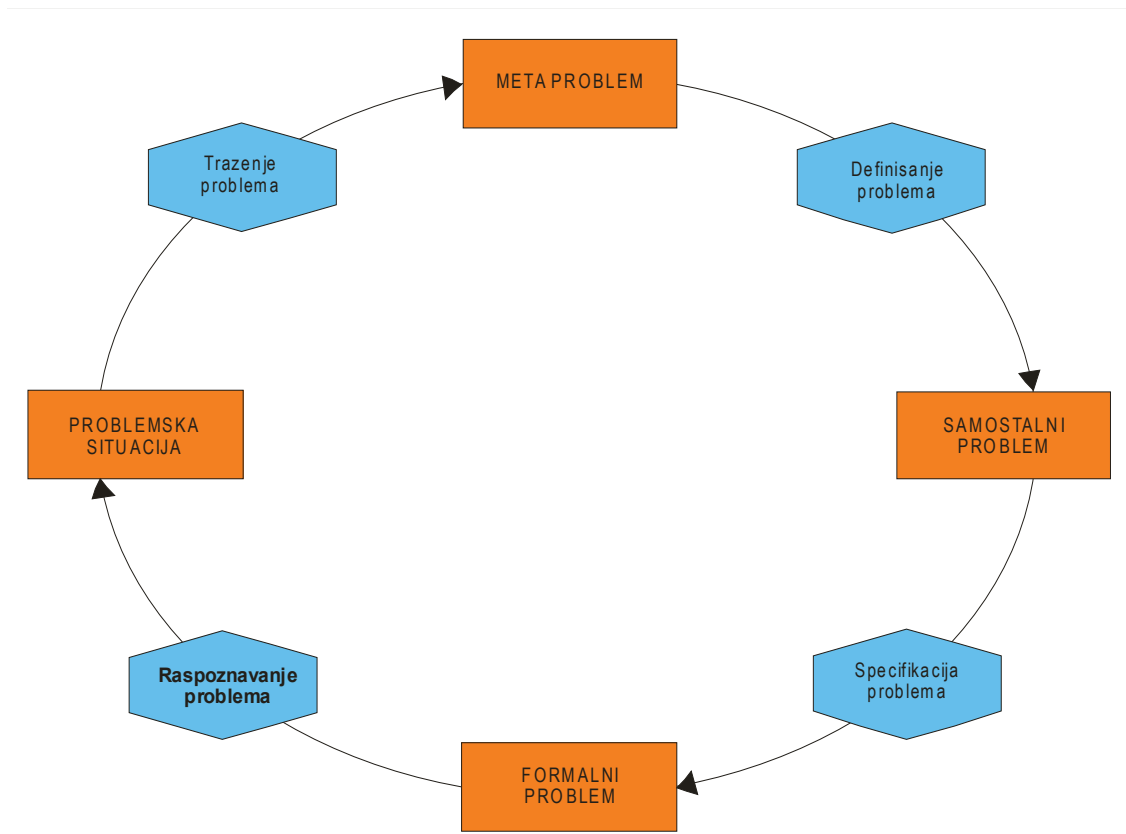 META PROBLEM
Trazenje
problema
Definisanje
problema
PROBLEMSKA
SITUACIJA
SAMOSTALNI
PROBLEM
Raspoznavanje
problema
Specifikacija
problema
FORMALNI
PROBLEM